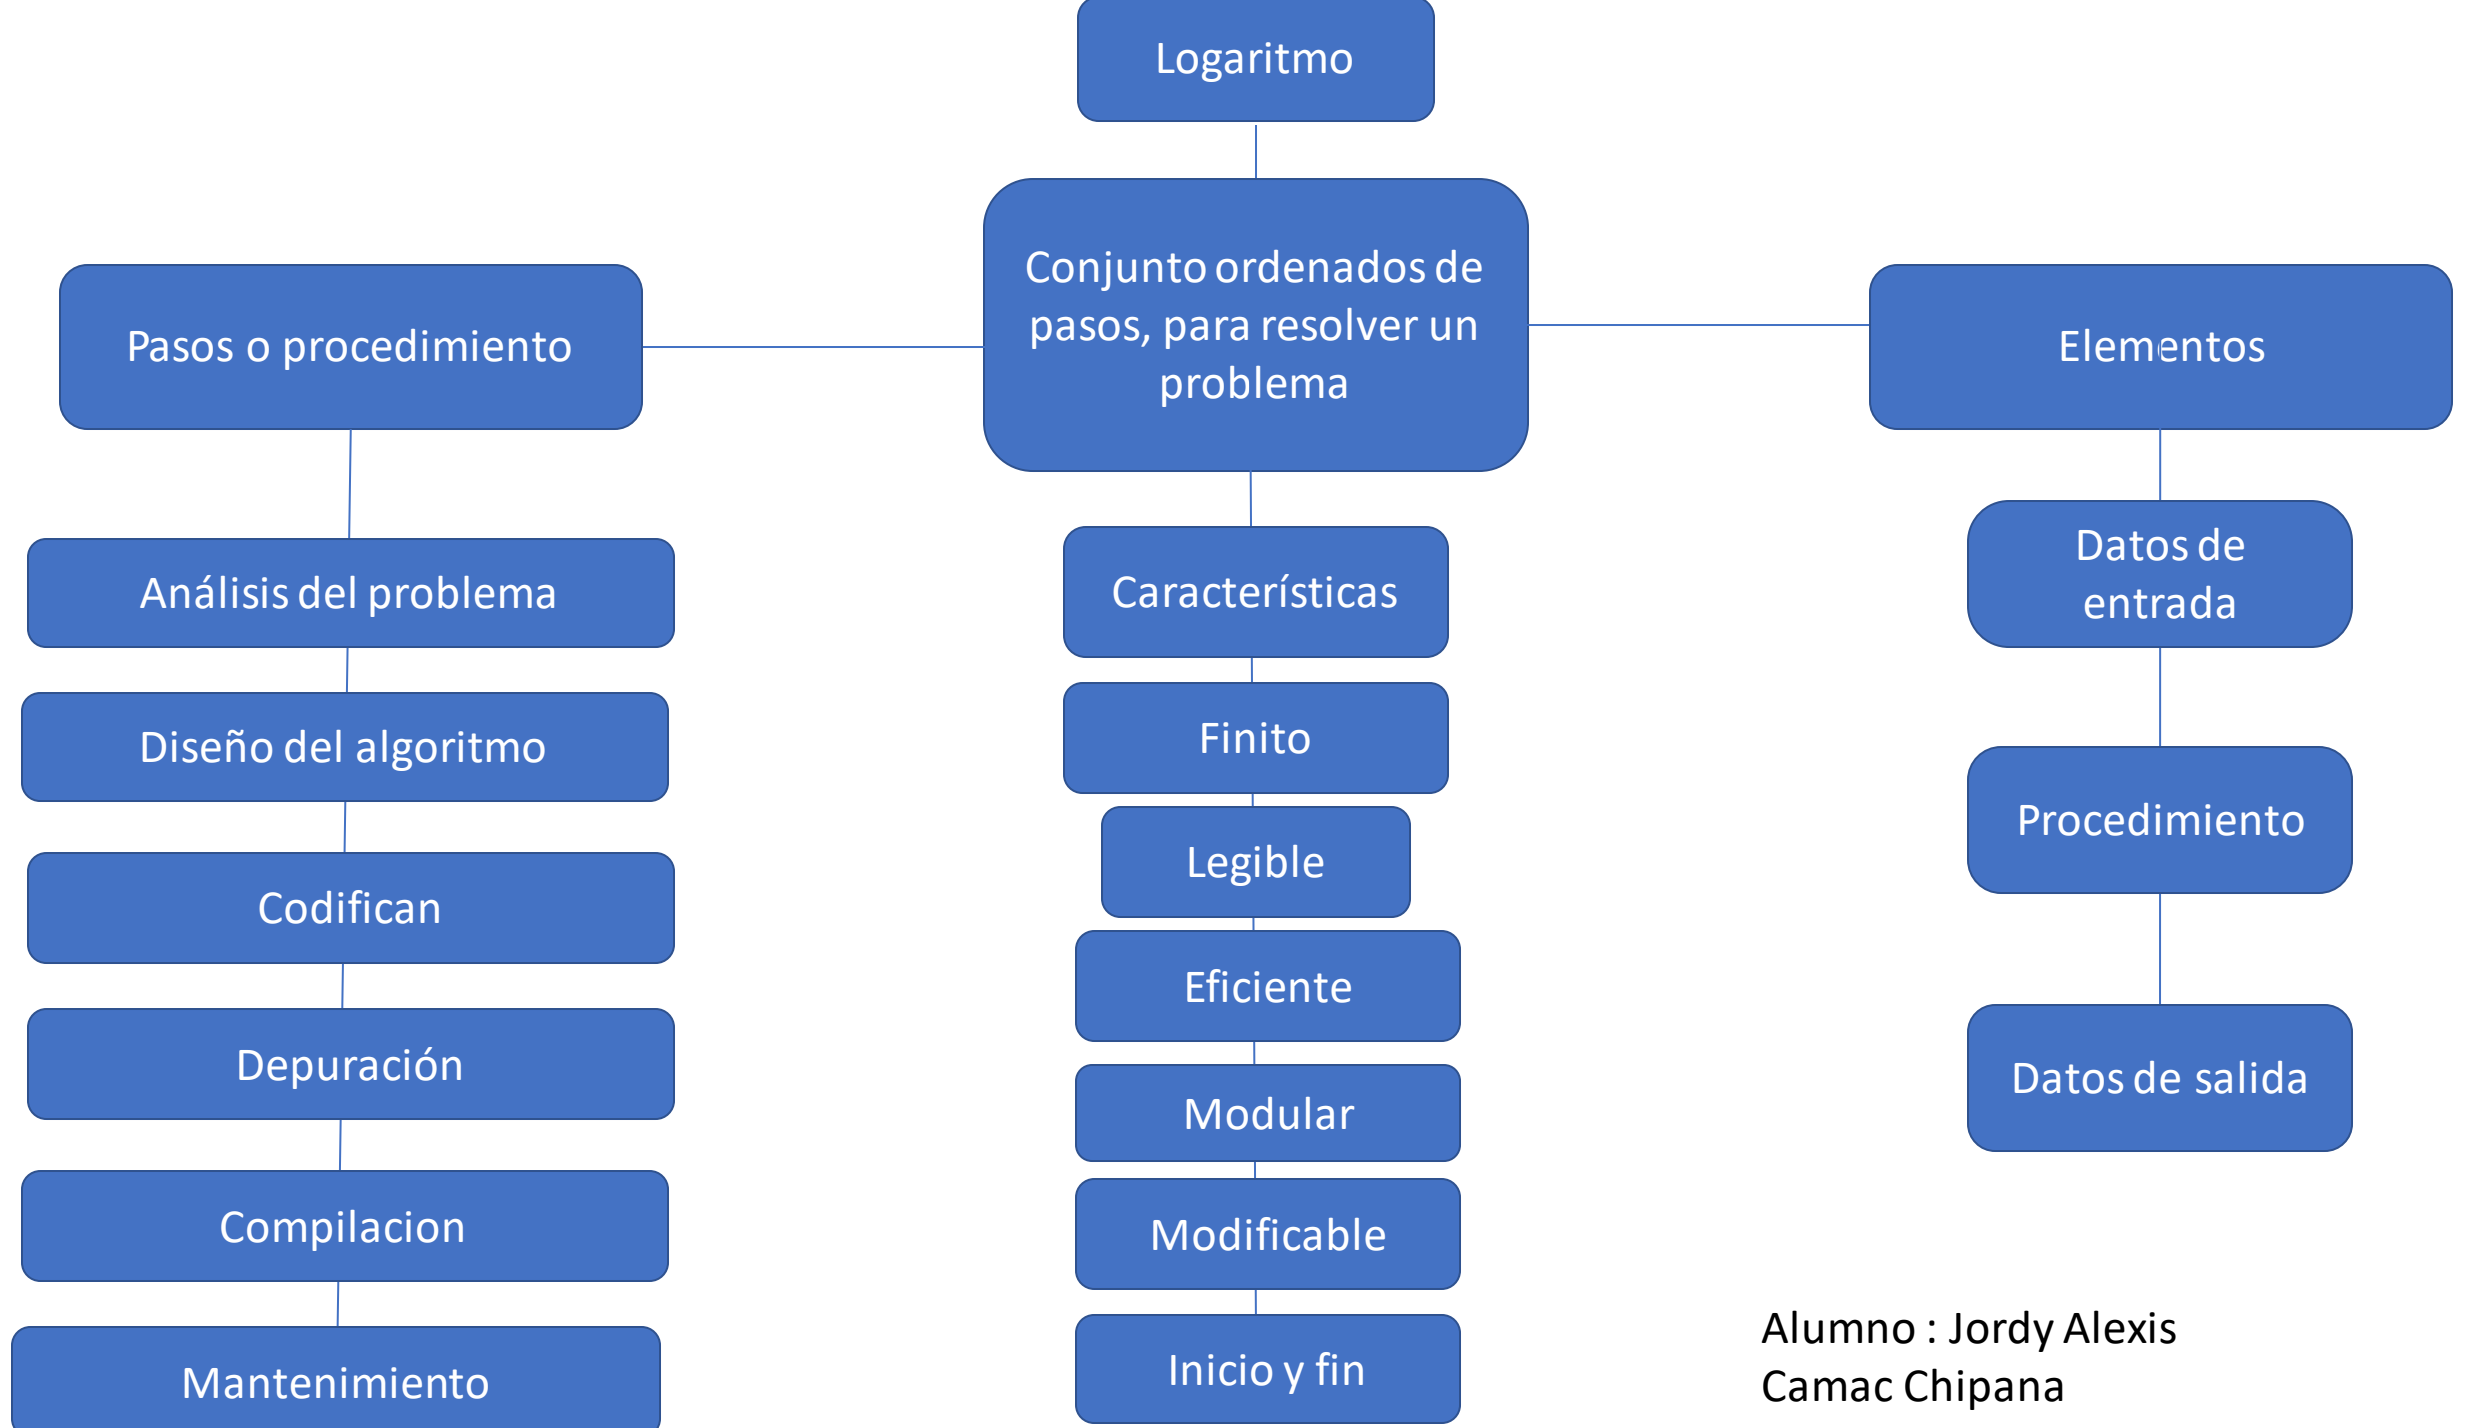 Logaritmo
Conjunto ordenados de
pasos, para resolver un
problema
Pasos o procedimiento
Análisis del problema
Diseño del algoritmo
Codifican
Depuración
Compilacion
Mantenimiento
Características
Finito
Legible
Eficiente
Modular
Modificable
Inicio y fin
Elementos
Datos de
entrada
Procedimiento
Datos de salida
Alumno : Jordy Alexis
Camac Chipana